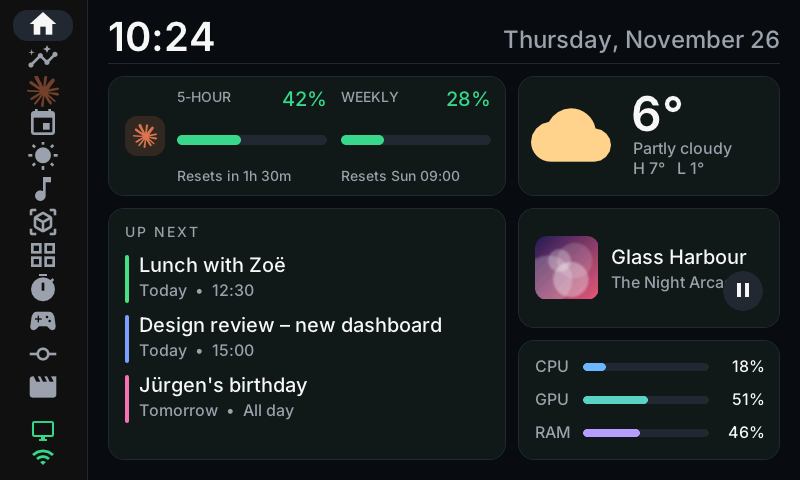 10:24
Thursday, November 26
5-HOUR 42%
WEEKLY 28%
Resets in 1h 30m
Resets Sun 09:00
6°
Partly cloudy
H 7° L 1°
UP NEXT
Lunch with Zoë
Today • 12:30
Design review – new dashboard
Today • 15:00
Jürgen's birthday
Tomorrow • All day
Glass Harbour
The Night Arca
CPU 18%
GPU 51%
RAM 46%